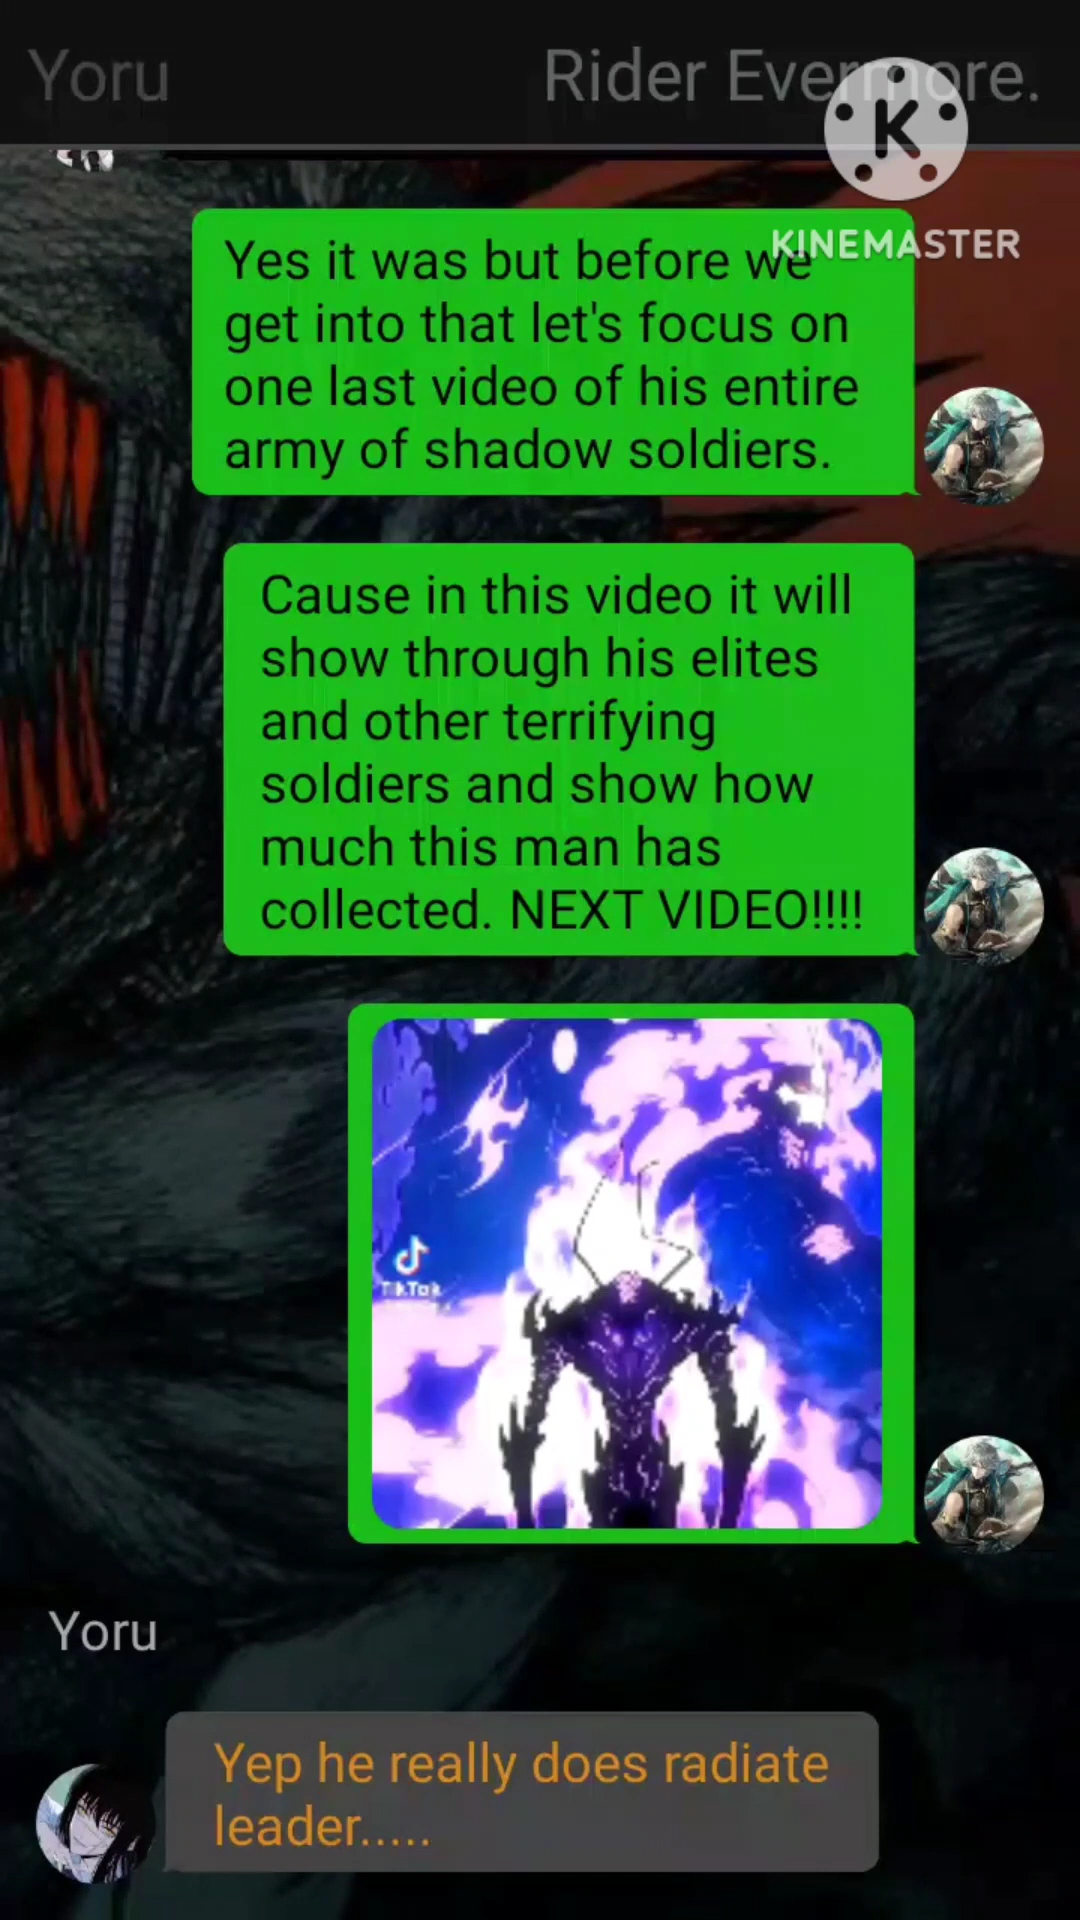 Yoru
Rider Evermore.
KINEMASTER
Yes it was but before we
get into that let's focus on
one last video of his entire
army of shadow soldiers.
Cause in this video it will
show through his elites
and other terrifying
soldiers and show how
much this man has
collected. NEXT VIDEO!!!!
TikTok
Yoru
Yep he really does radiate
leader.....